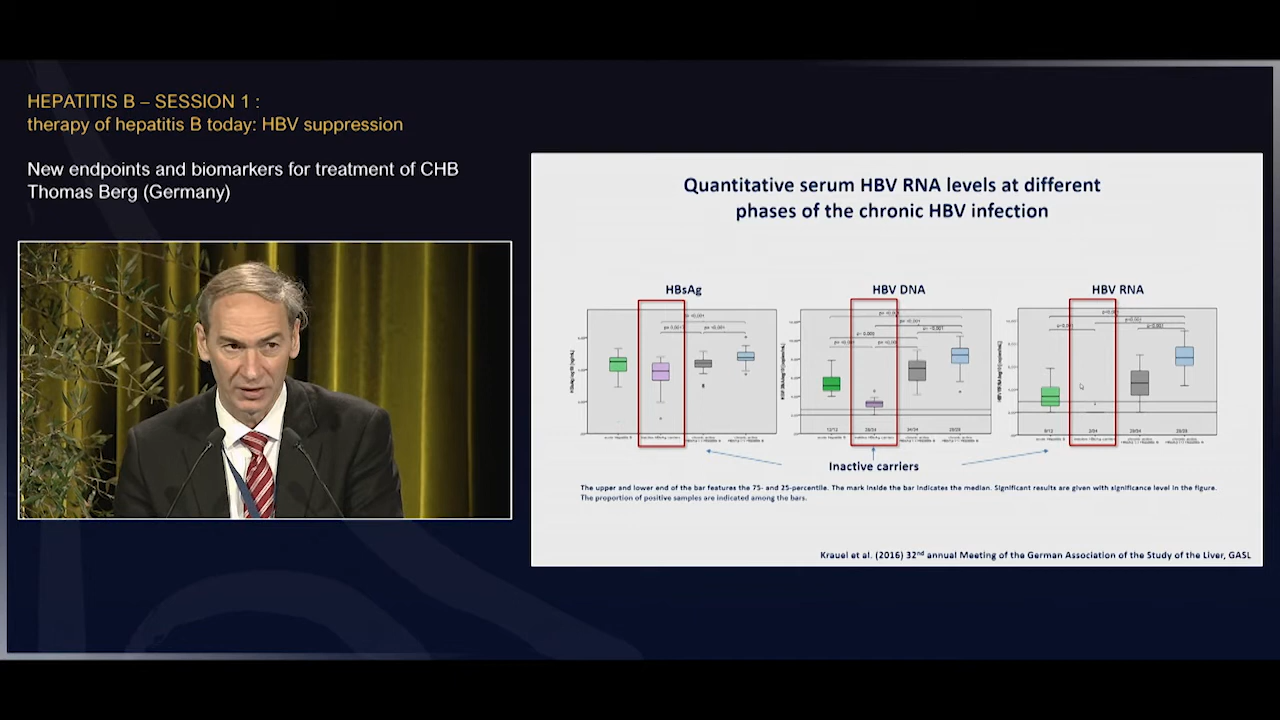 HEPATITIS B – SESSION 1 :
therapy of hepatitis B today: HBV suppression
New endpoints and biomarkers for treatment of CHB
Thomas Berg (Germany)
Quantitative serum HBV RNA levels at different
phases of the chronic HBV infection
HBsAg
HBV DNA
HBV RNA
Inactive carriers
The upper and lower end of the bar features the 75- and 25-percentile. The mark inside the bar indicates the median. Significant results are given with significance level in the figure.
The proportion of positive samples are indicated among the bars.
Krauel et al. (2016) 32nd annual Meeting of the German Association of the Study of the Liver, GASL